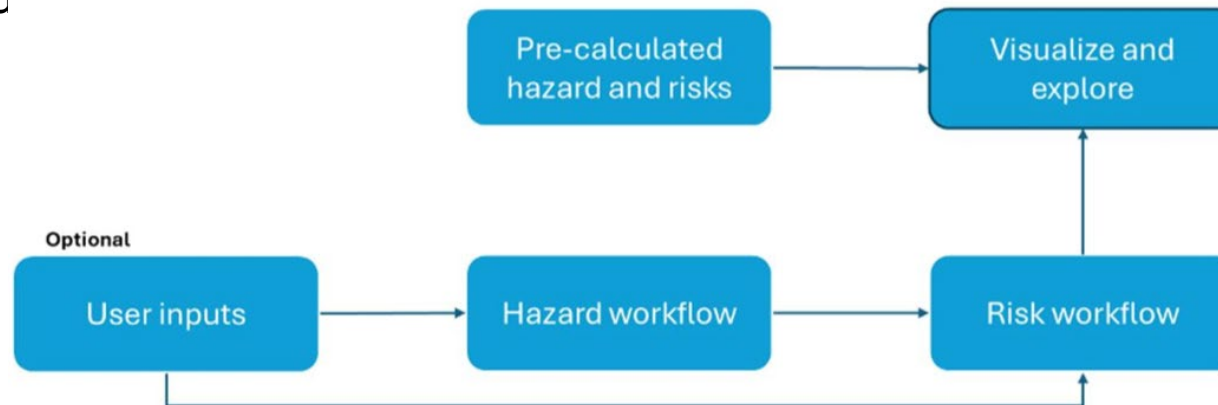 Pre-calculated
hazard and risks
Visualize and
explore
Optional
User inputs
Hazard workflow
Risk workflow